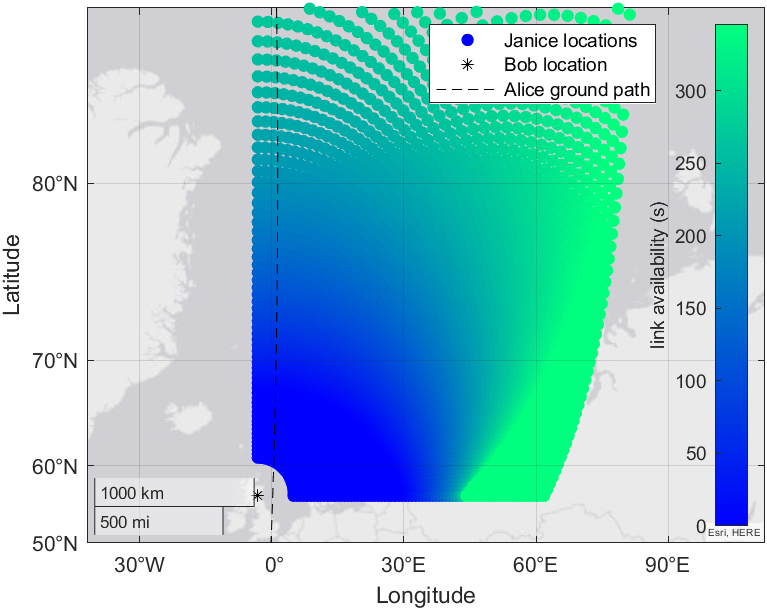 Janice locations
Bob location
Alice ground path
80°N
70°N
60°N
50°N
Latitude
30°W
0°
30°E
60°E
90°E
Longitude
1000 km
500 mi
link availability (s)
300
250
200
150
100
50
0
Esri, HERE